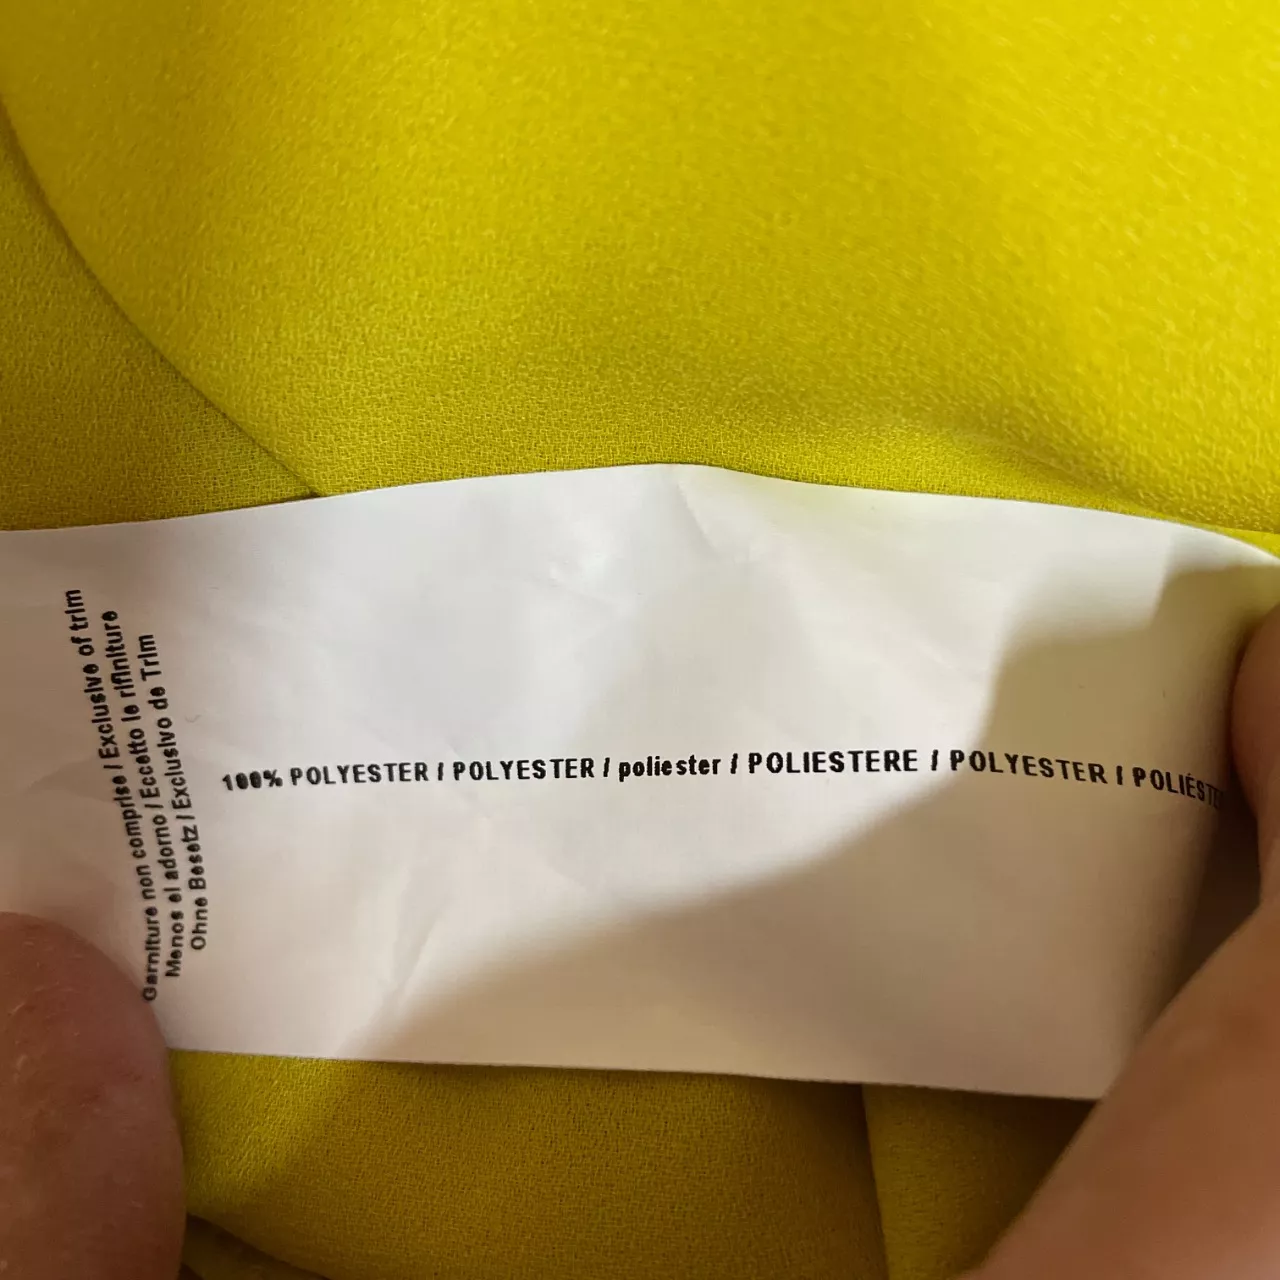 Garniture non comprise / Exclusive of trim
Menos el adorno / Eccetto le rifiniture
Ohne Besetz / Exclusivo de Trim
100% POLYESTER / POLYESTER / poliester / POLIESTERE / POLYESTER / POLIÉSTE